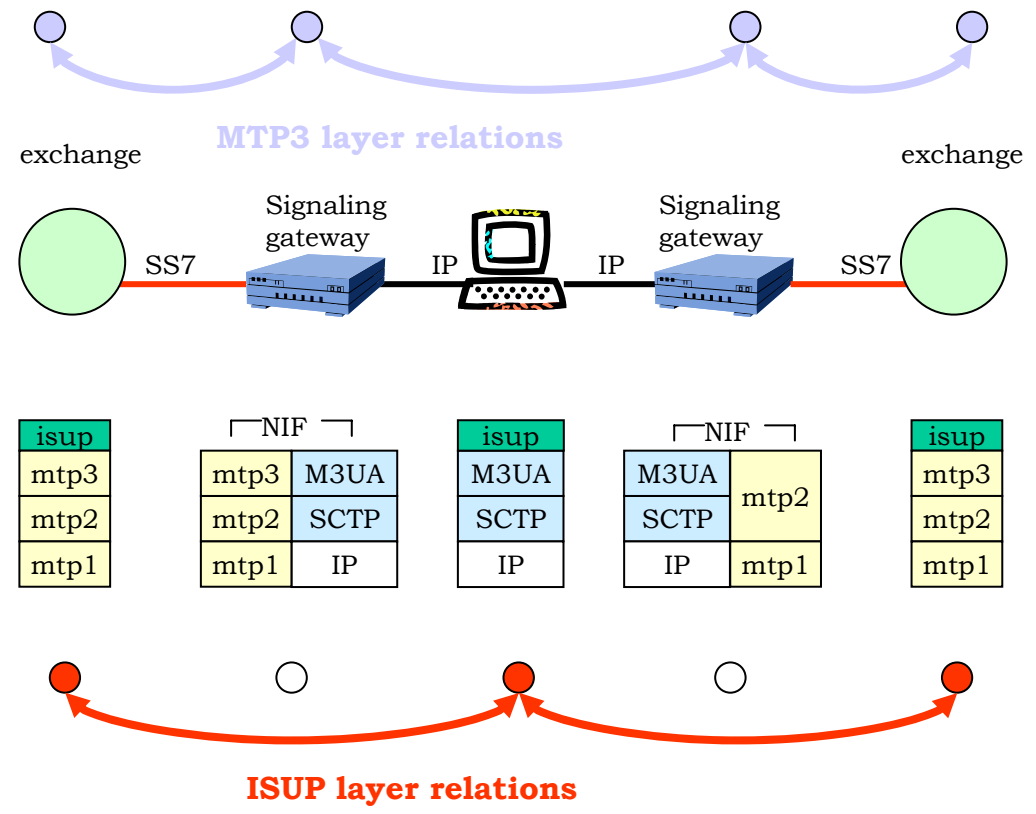 MTP3 layer relations
exchange
exchange
Signaling
gateway
Signaling
gateway
SS7
IP
IP
SS7
isup
mtp3
mtp2
mtp1
NIF
mtp3
M3UA
mtp2
SCTP
mtp1
IP
isup
M3UA
SCTP
IP
NIF
M3UA
mtp2
SCTP
IP
mtp1
isup
mtp3
mtp2
mtp1
ISUP layer relations